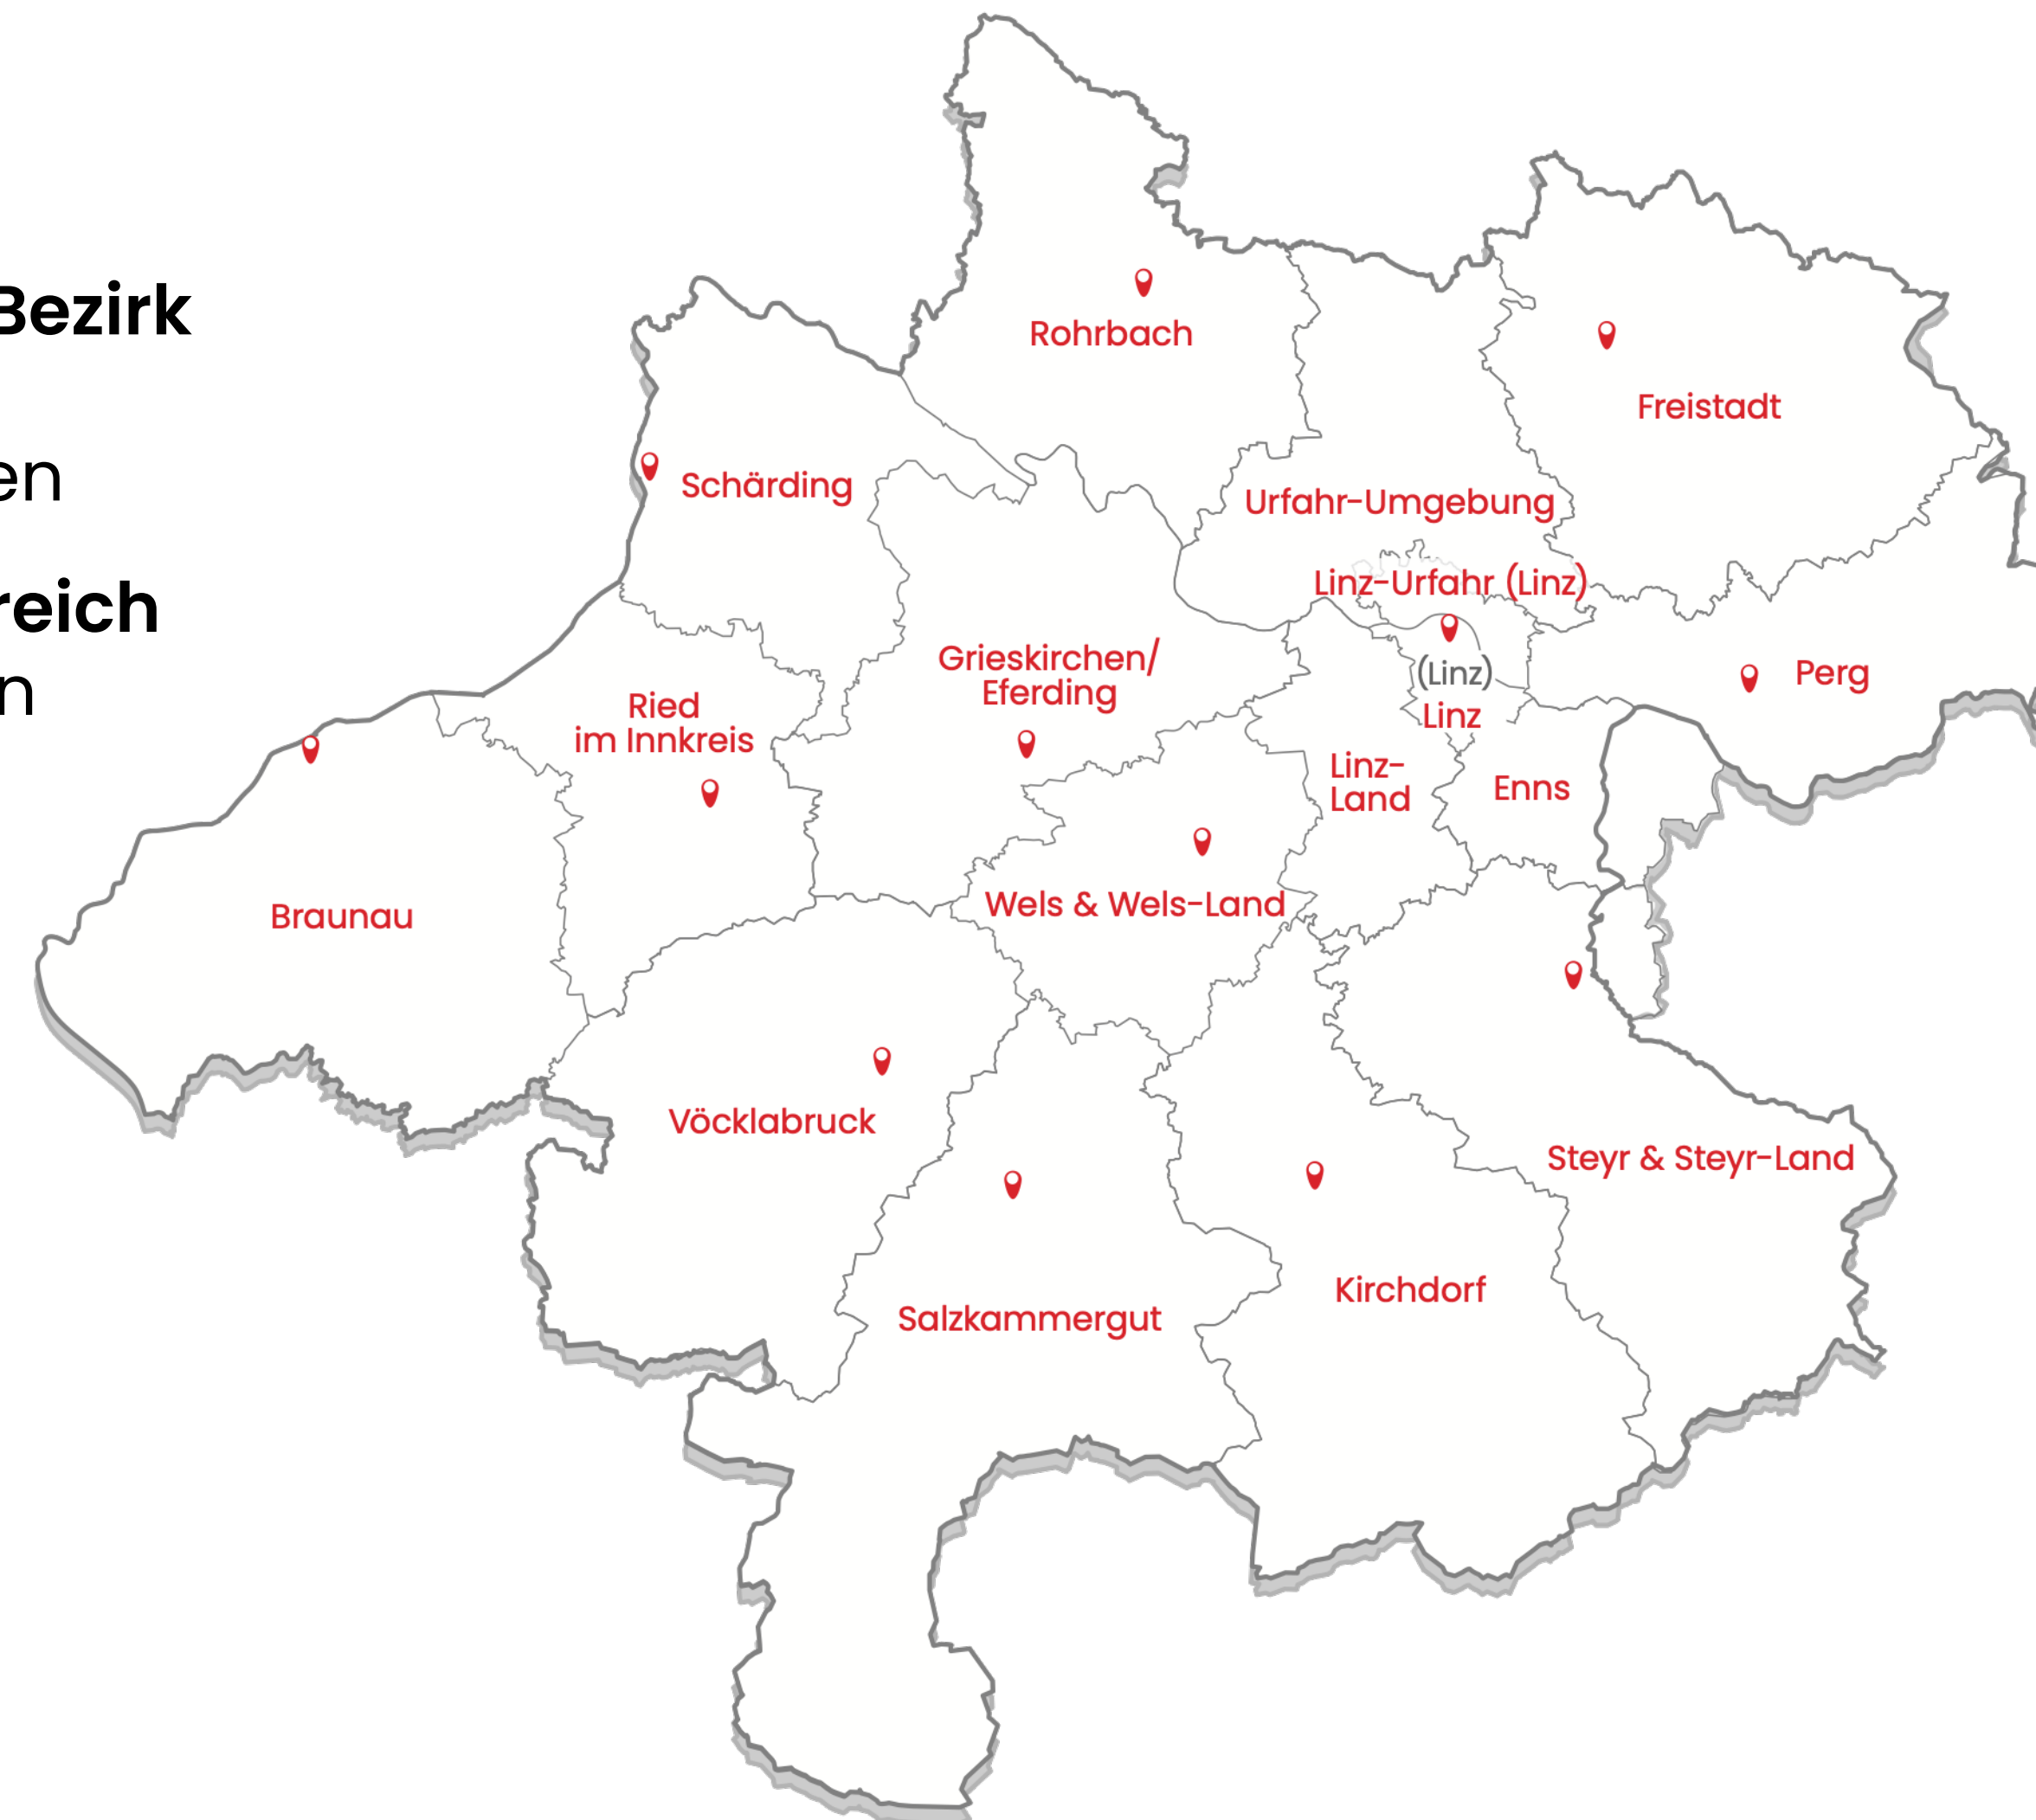 Bezirk
en
reich
n
Rohrbach
Freistadt
Schärding
Urfahr-Umgebung
Linz-Urfahr (Linz)
Grieskirchen/
Eferding
(Linz)
Linz
Perg
Ried
im Innkreis
Linz-
Land
Enns
Braunau
Wels & Wels-Land
Vöcklabruck
Steyr & Steyr-Land
Salzkammergut
Kirchdorf